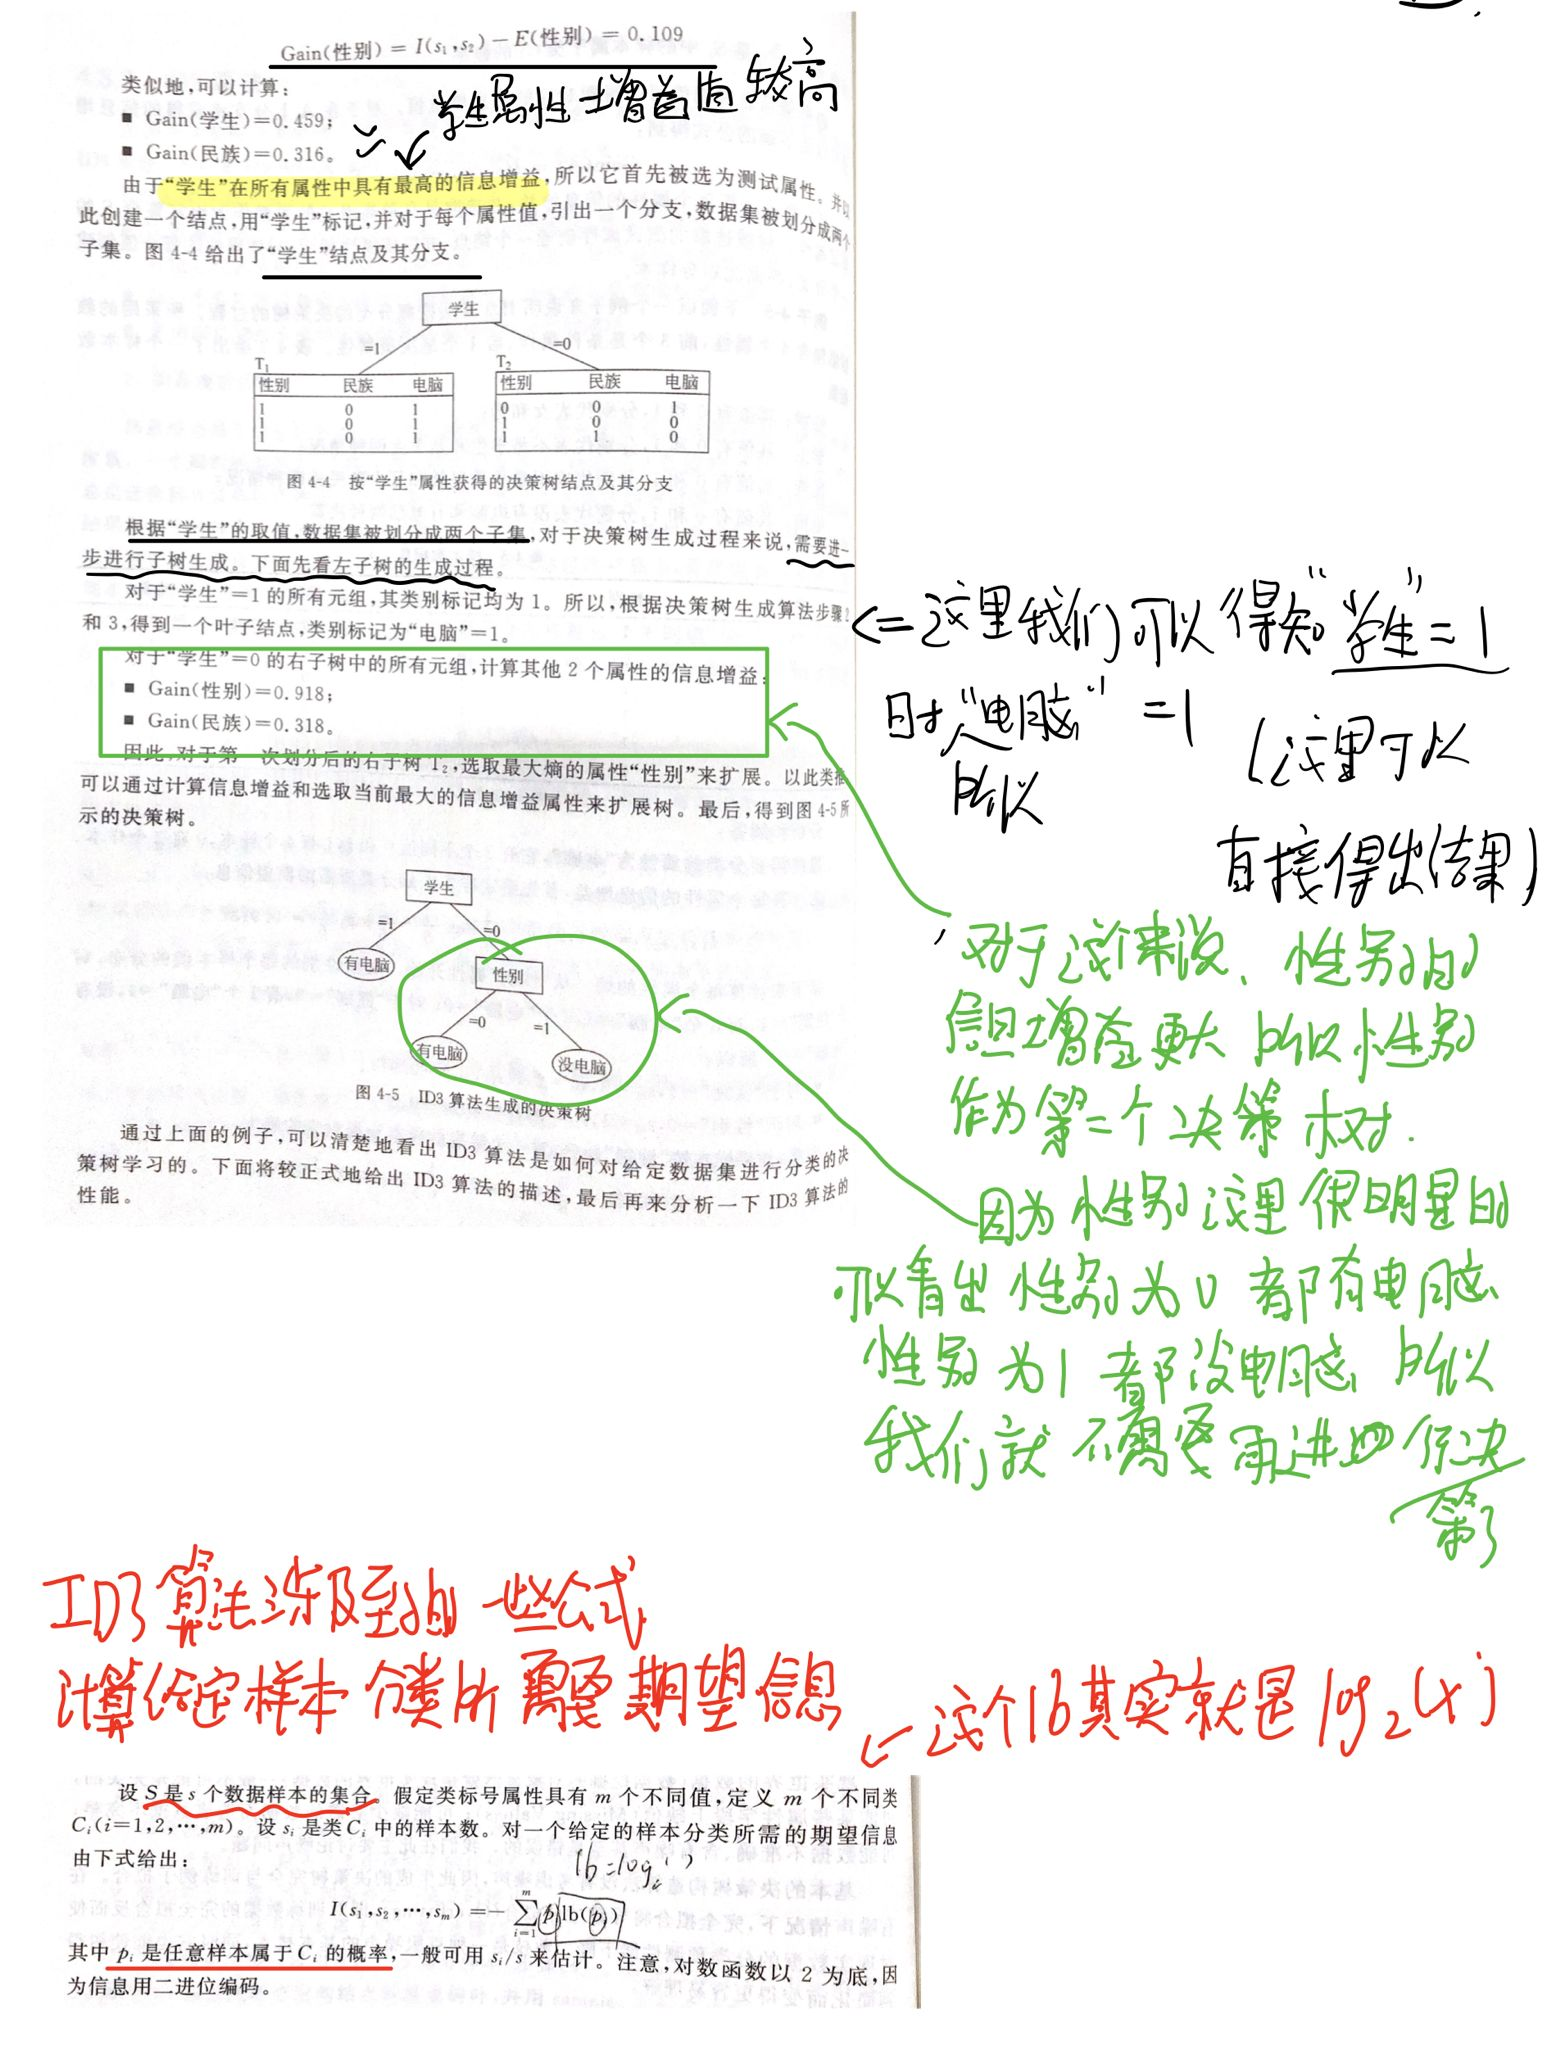 Gain(性别) = I(s₁,s₂) − E(性别) = 0.109
类似地,可以计算:
学生属性增益值较高
■ Gain(学生)=0.459;
■ Gain(民族)=0.316。
由于“学生”在所有属性中具有最高的信息增益,所以它首先被选为测试属性。并以
此创建一个结点,用“学生”标记,并对于每个属性值,引出一个分支,数据集被划分成两个
子集。图 4-4 给出了“学生”结点及其分支。
学生
=1 =0
T₁ T₂
性别 民族 电脑 性别 民族 电脑
1 0 1 0 0 1
1 0 1 1 0 0
1 0 1 1 1 0
图 4-4 按“学生”属性获得的决策树结点及其分支
根据“学生”的取值,数据集被划分成两个子集,对于决策树生成过程来说,需要进一
步进行子树生成。下面先看左子树的生成过程。
对于“学生”=1 的所有元组,其类别标记均为 1。所以,根据决策树生成算法步骤2
和 3,得到一个叶子结点,类别标记为“电脑”=1。
<=这里我们可以得知“学生”=1
时“电脑”=1
所以
(这里可以
直接得出结果)
对于“学生”=0 的右子树中的所有元组,计算其他 2 个属性的信息增益:
■ Gain(性别)=0.918;
■ Gain(民族)=0.318。
因此,对于第一次划分后的右子树 T₂,选取最大熵的属性“性别”来扩展。以此类推
可以通过计算信息增益和选取当前最大的信息增益属性来扩展树。最后,得到图 4-5 所
示的决策树。
对于这个来说、性别的
信息增益更大 所以性别
作为第二个决策树.
学生
=1 =0
有电脑 性别
=0 =1
有电脑 没电脑
图 4-5 ID3 算法生成的决策树
因为性别这里很明显的
可以看出性别为0都有电脑
性别为1都没电脑 所以
我们就不需要再进行决
策了
通过上面的例子,可以清楚地看出 ID3 算法是如何对给定数据集进行分类的决
策树学习的。下面将较正式地给出 ID3 算法的描述,最后再来分析一下 ID3 算法的
性能。
ID3算法涉及到的一些公式
计算给定样本分类所需要期望信息
←这个lb其实就是log₂(x)
设 S 是 s 个数据样本的集合。假定类标号属性具有 m 个不同值,定义 m 个不同类
Cᵢ(i=1,2,⋯,m)。设 sᵢ 是类 Cᵢ 中的样本数。对一个给定的样本分类所需的期望信息
由下式给出:
I(s₁,s₂,⋯,sₘ) =− ∑ᵢ₌₁ᵐ pᵢ lb(pᵢ)
其中 pᵢ 是任意样本属于 Cᵢ 的概率,一般可用 sᵢ/s 来估计。注意,对数函数以 2 为底,因
为信息用二进位编码。